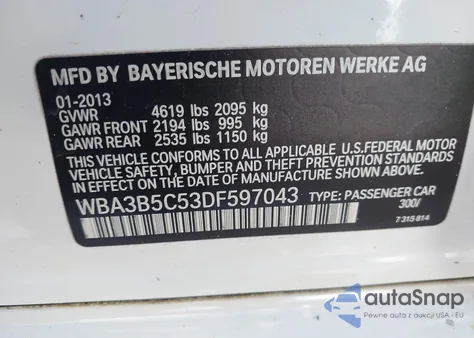 MFD BY BAYERISCHE MOTOREN WERKE AG
01-2013
GVWR 4619 lbs 2095 kg
GAWR FRONT 2194 lbs 995 kg
GAWR REAR 2535 lbs 1150 kg
THIS VEHICLE CONFORMS TO ALL APPLICABLE U.S.FEDERAL MOTOR
VEHICLE SAFETY, BUMPER AND THEFT PREVENTION STANDARDS
IN EFFECT ON THE DATE OF MANUFACTURE SHOWN ABOVE.
WBA3B5C53DF597043 TYPE: PASSENGER CAR
300/
7315814
autoSnap
Pewne auta z aukcji USA i EU